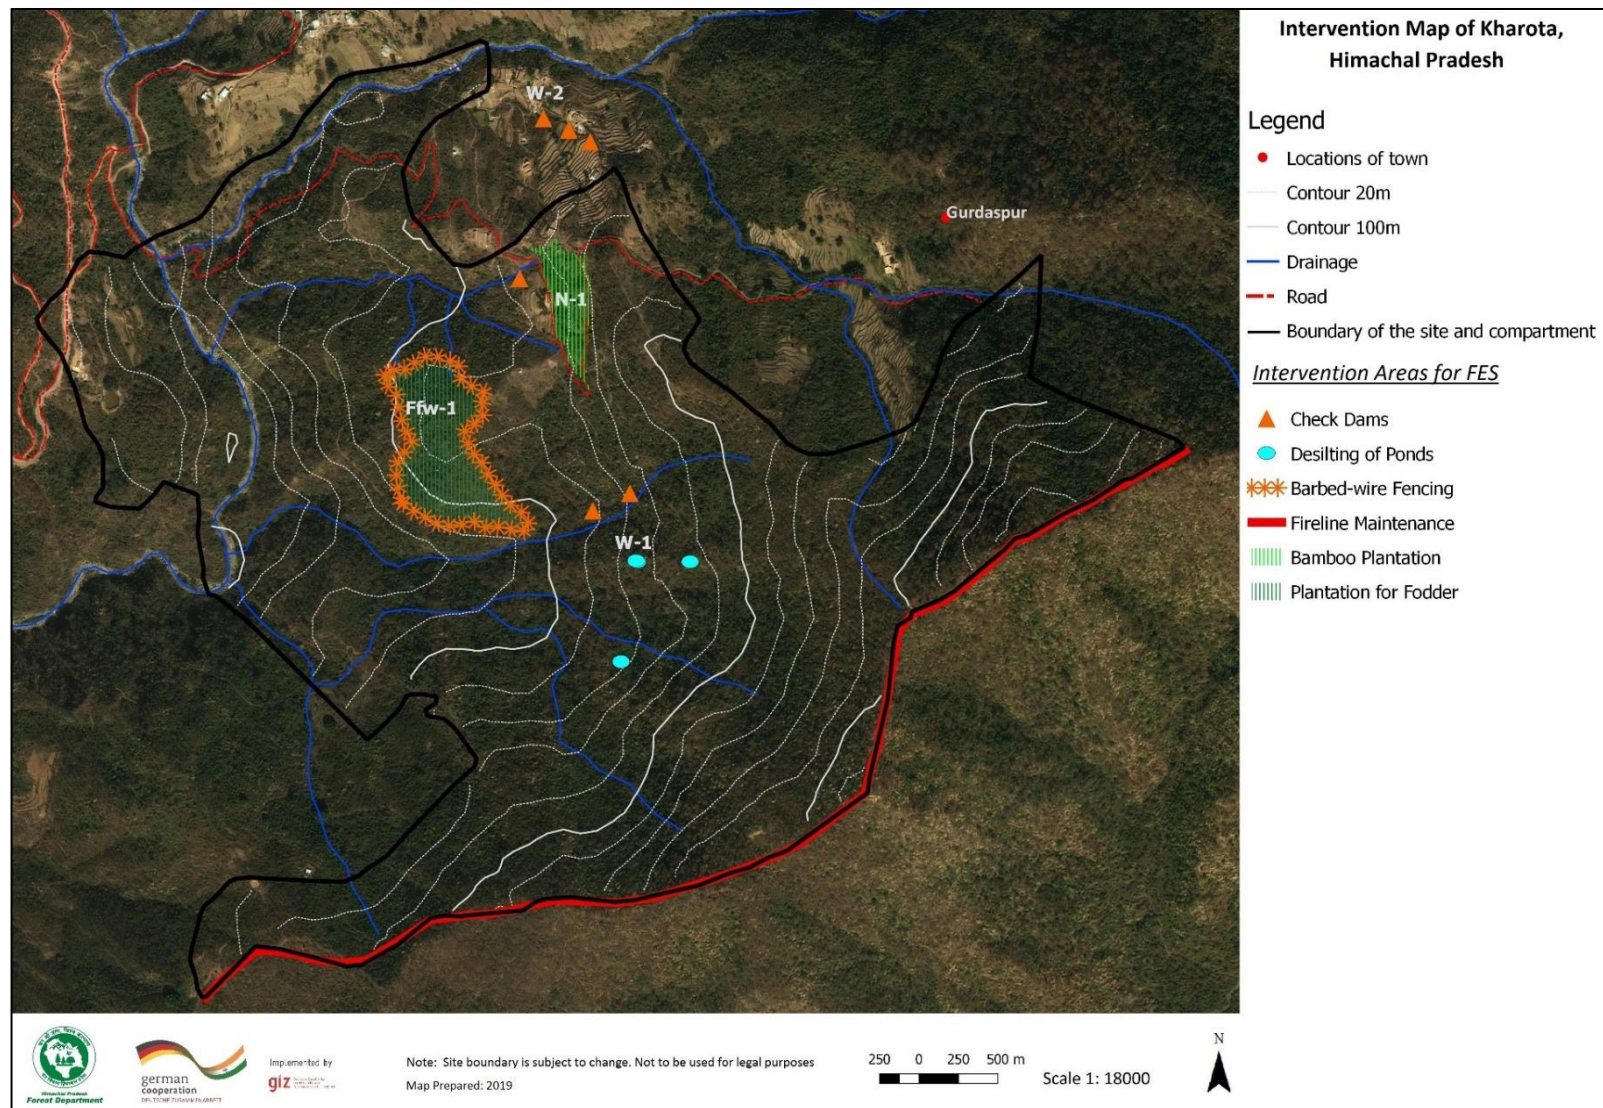 Intervention Map of Kharota,
Himachal Pradesh
Legend
Locations of town
Contour 20m
Contour 100m
Drainage
Road
Boundary of the site and compartment
Intervention Areas for FES
Check Dams
Desilting of Ponds
Barbed-wire Fencing
Fireline Maintenance
Bamboo Plantation
Plantation for Fodder
W-2
Gurdaspur
N-1
Ffw-1
W-1
Himachal Pradesh
Forest Department
german
cooperation
DEUTSCHE ZUSAMMENARBEIT
Implemented by
giz
Note: Site boundary is subject to change. Not to be used for legal purposes
Map Prepared: 2019
250 0 250 500 m
Scale 1: 18000
N